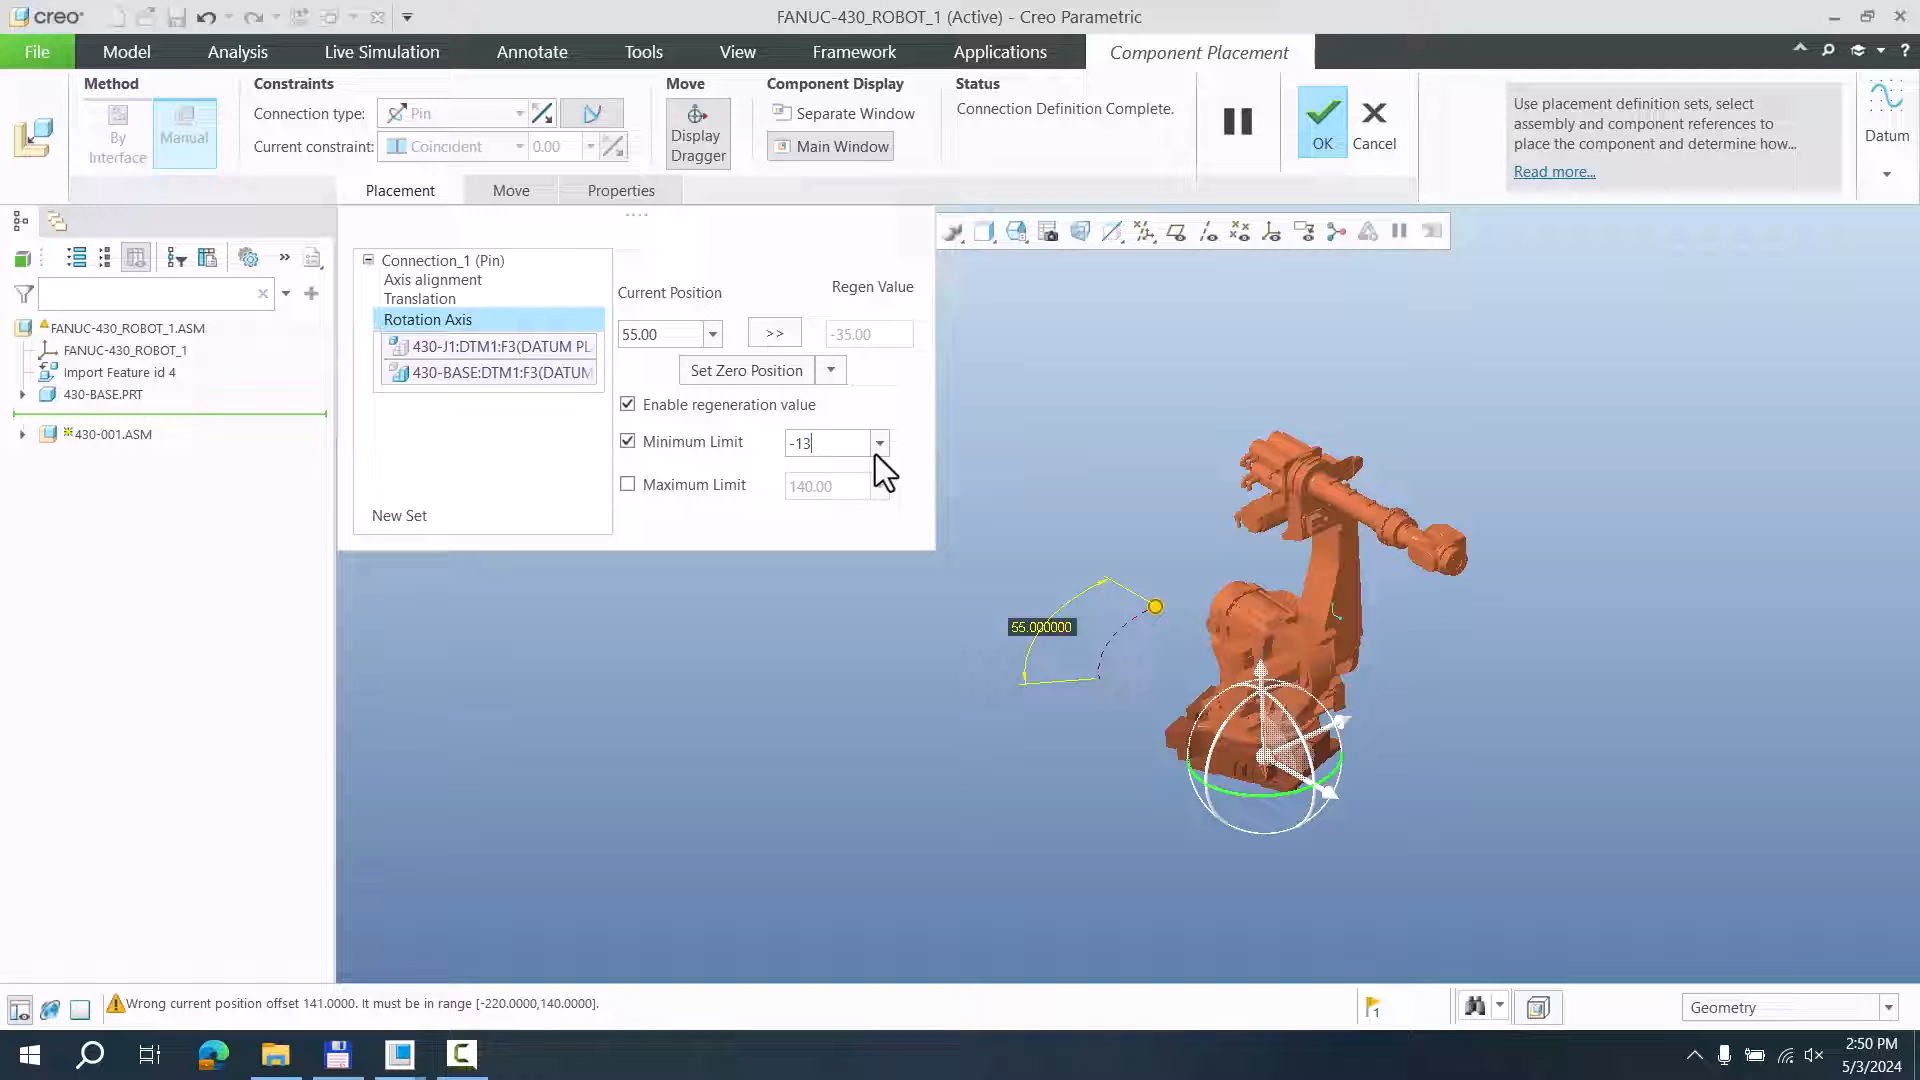 creo
FANUC-430_ROBOT_1 (Active) - Creo Parametric
File
Model
Analysis
Live Simulation
Annotate
Tools
View
Framework
Applications
Component Placement
Method
Constraints
Move
Component Display
Status
By
Interface
Manual
Connection type:
Pin
Current constraint:
Coincident
0.00
Display
Dragger
Separate Window
Main Window
Connection Definition Complete.
OK
Cancel
Use placement definition sets, select
assembly and component references to
place the component and determine how...
Read more...
Datum
Placement
Move
Properties
FANUC-430_ROBOT_1.ASM
FANUC-430_ROBOT_1
Import Feature id 4
430-BASE.PRT
430-001.ASM
Connection_1 (Pin)
Axis alignment
Translation
Rotation Axis
430-J1:DTM1:F3(DATUM PL
430-BASE:DTM1:F3(DATUM
New Set
Current Position
Regen Value
55.00
>>
-35.00
Set Zero Position
Enable regeneration value
Minimum Limit
-13
Maximum Limit
140.00
55.000000
Wrong current position offset 141.0000. It must be in range [-220.0000,140.0000].
1
Geometry
2:50 PM
5/3/2024